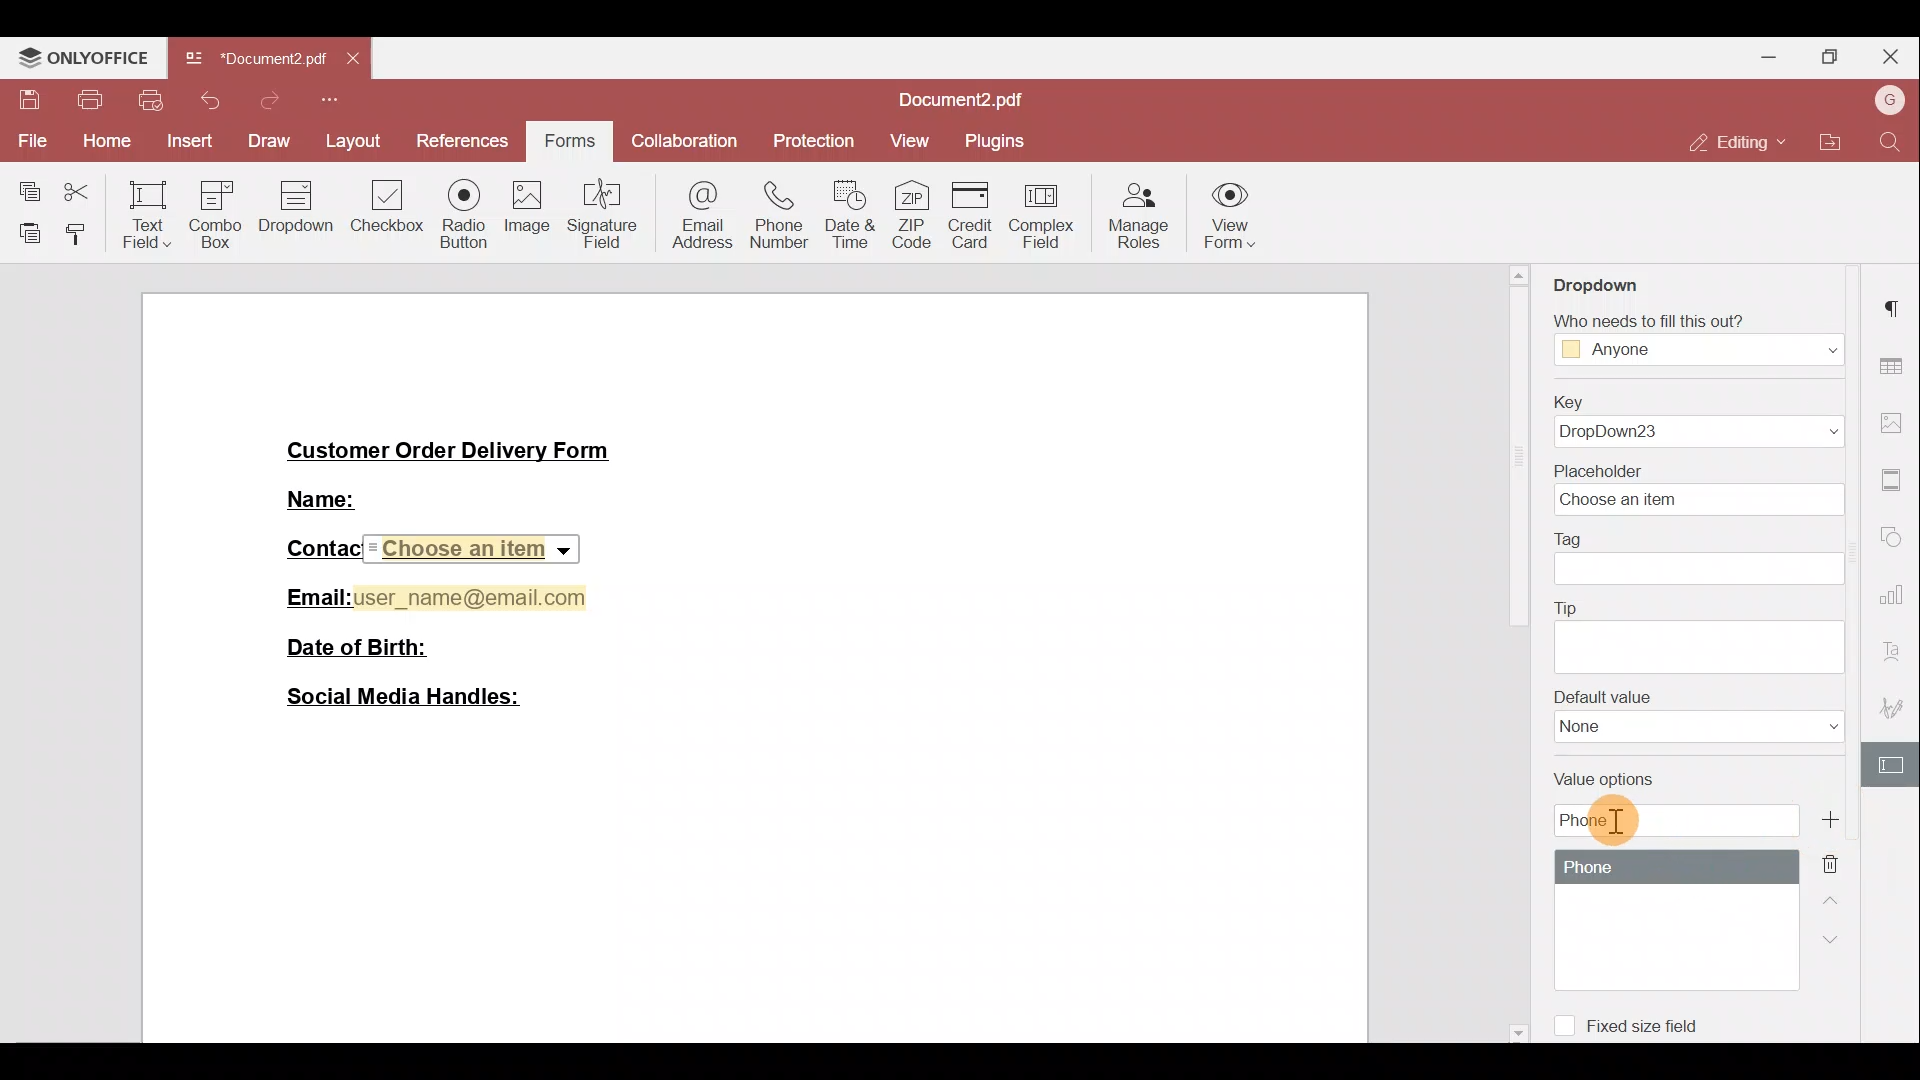 ONLYOFFICE
*Document2.pdf
Document2.pdf
G
File Home Insert Draw Layout References Forms Collaboration Protection View Plugins
Editing
Text Field
Combo Box
Dropdown
Checkbox
Radio Button
Image
Signature Field
@
Email Address
Phone Number
Date & Time
ZIP
ZIP Code
Credit Card
Complex Field
Manage Roles
View Form
Customer Order Delivery Form
Name:
Contac Choose an item
Email:user_name@email.com
Date of Birth:
Social Media Handles:
Dropdown
Who needs to fill this out?
Anyone
Key
DropDown23
Placeholder
Choose an item
Tag
Tip
Default value
None
Value options
Phone
Phone
Fixed size field
¶
Ta